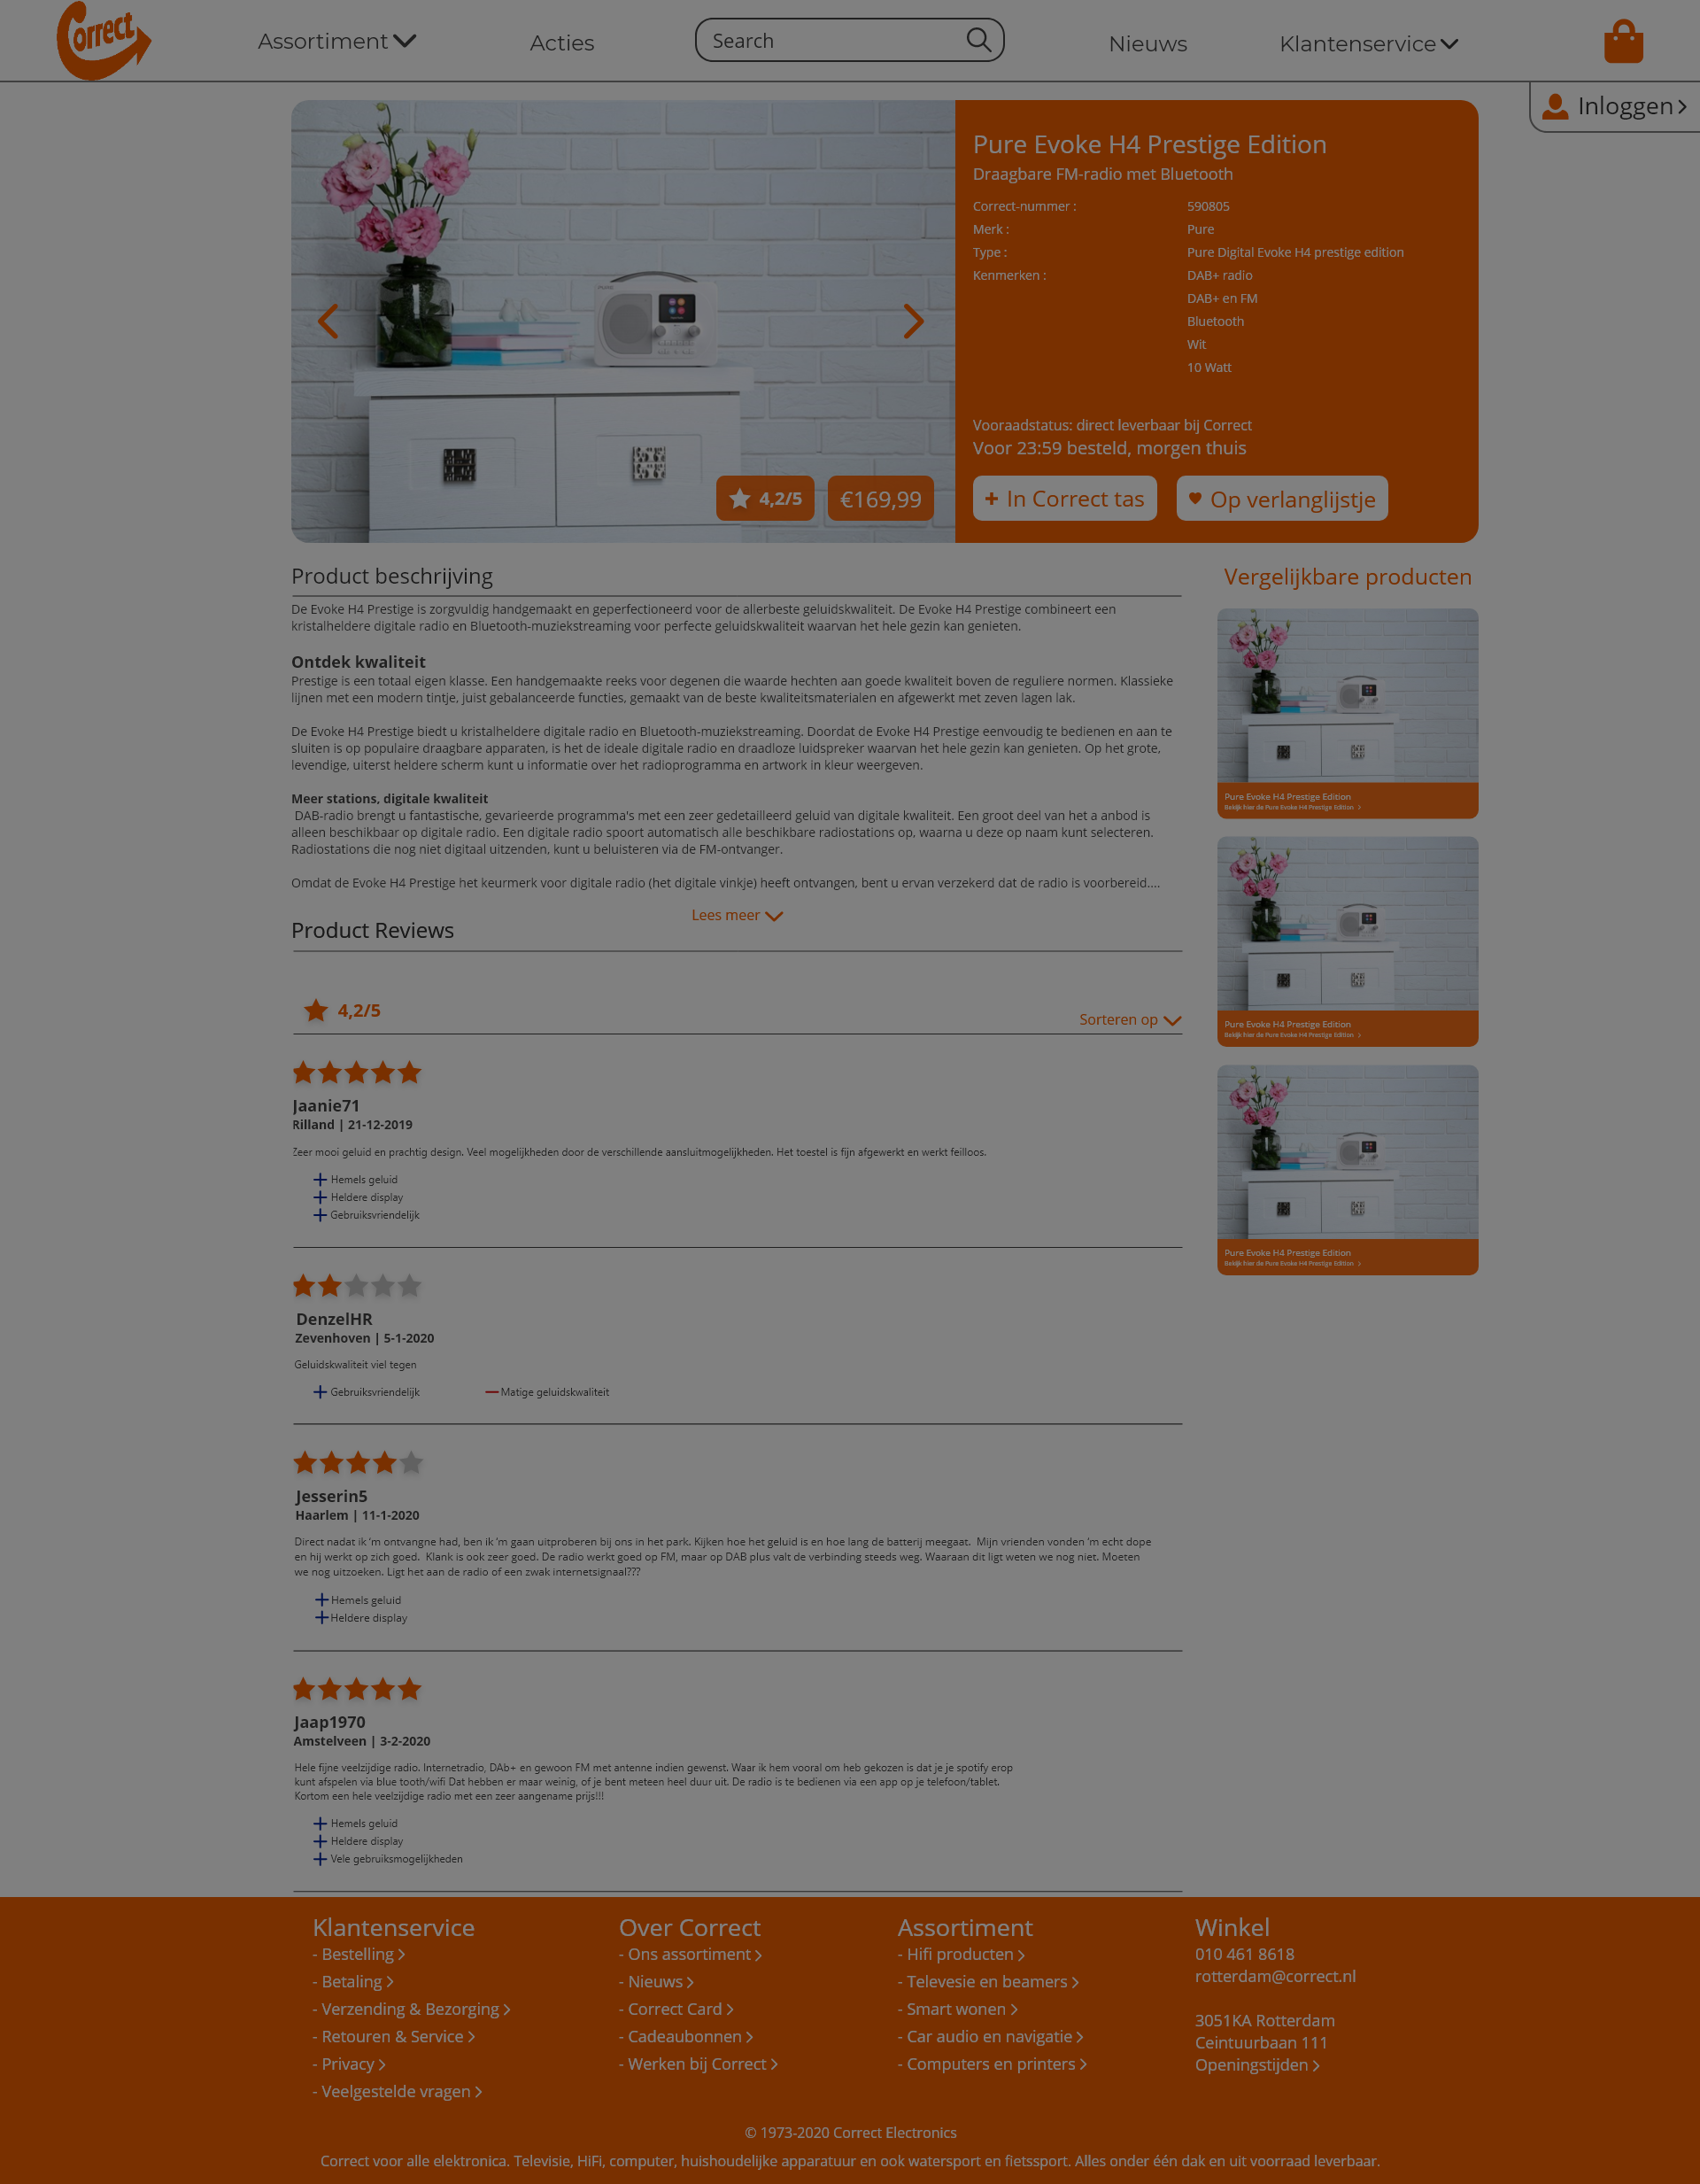 Correct
Assortiment
Acties
Search
Nieuws
Klantenservice
Inloggen
Pure Evoke H4 Prestige Edition
Draagbare FM-radio met Bluetooth
Correct-nummer : 590805
Merk : Pure
Type : Pure Digital Evoke H4 prestige edition
Kenmerken : DAB+ radio
DAB+ en FM
Bluetooth
Wit
10 Watt
Vooraadstatus: direct leverbaar bij Correct
Voor 23:59 besteld, morgen thuis
4,2/5
€169,99
In Correct tas
Op verlanglijstje
Product beschrijving
De Evoke H4 Prestige is zorgvuldig handgemaakt en geperfectioneerd voor de allerbeste geluidskwaliteit. De Evoke H4 Prestige combineert een
kristalheldere digitale radio en Bluetooth-muziekstreaming voor perfecte geluidskwaliteit waarvan het hele gezin kan genieten.
Ontdek kwaliteit
Prestige is een totaal eigen klasse. Een handgemaakte reeks voor degenen die waarde hechten aan goede kwaliteit boven de reguliere normen. Klassieke
lijnen met een modern tintje, juist gebalanceerde functies, gemaakt van de beste kwaliteitsmaterialen en afgewerkt met zeven lagen lak.
De Evoke H4 Prestige biedt u kristalheldere digitale radio en Bluetooth-muziekstreaming. Doordat de Evoke H4 Prestige eenvoudig te bedienen en aan te
sluiten is op populaire draagbare apparaten, is het de ideale digitale radio en draadloze luidspreker waarvan het hele gezin kan genieten. Op het grote,
levendige, uiterst heldere scherm kunt u informatie over het radioprogramma en artwork in kleur weergeven.
Meer stations, digitale kwaliteit
DAB-radio brengt u fantastische, gevarieerde programma's met een zeer gedetailleerd geluid van digitale kwaliteit. Een groot deel van het a anbod is
alleen beschikbaar op digitale radio. Een digitale radio spoort automatisch alle beschikbare radiostations op, waarna u deze op naam kunt selecteren.
Radiostations die nog niet digitaal uitzenden, kunt u beluisteren via de FM-ontvanger.
Omdat de Evoke H4 Prestige het keurmerk voor digitale radio (het digitale vinkje) heeft ontvangen, bent u ervan verzekerd dat de radio is voorbereid....
Lees meer
Vergelijkbare producten
Pure Evoke H4 Prestige Edition
Bekijk hier de Pure Evoke H4 Prestige Edition
Pure Evoke H4 Prestige Edition
Bekijk hier de Pure Evoke H4 Prestige Edition
Pure Evoke H4 Prestige Edition
Bekijk hier de Pure Evoke H4 Prestige Edition
Product Reviews
4,2/5
Sorteren op
Jaanie71
Rilland | 21-12-2019
Zeer mooi geluid en prachtig design. Veel mogelijkheden door de verschillende aansluitmogelijkheden. Het toestel is fijn afgewerkt en werkt feilloos.
Hemels geluid
Heldere display
Gebruiksvriendelijk
DenzelHR
Zevenhoven | 5-1-2020
Geluidskwaliteit viel tegen
Gebruiksvriendelijk
Matige geluidskwaliteit
Jesserin5
Haarlem | 11-1-2020
Direct nadat ik 'm ontvangne had, ben ik 'm gaan uitproberen bij ons in het park. Kijken hoe het geluid is en hoe lang de batterij meegaat. Mijn vrienden vonden 'm echt dope
en hij werkt op zich goed. Klank is ook zeer goed. De radio werkt goed op FM, maar op DAB plus valt de verbinding steeds weg. Waaraan dit ligt weten we nog niet. Moeten
we nog uitzoeken. Ligt het aan de radio of een zwak internetsignaal???
Hemels geluid
Heldere display
Jaap1970
Amstelveen | 3-2-2020
Hele fijne veelzijdige radio. Internetradio, DAb+ en gewoon FM met antenne indien gewenst. Waar ik hem vooral om heb gekozen is dat je je spotify erop
kunt afspelen via blue tooth/wifi Dat hebben er maar weinig, of je bent meteen heel duur uit. De radio is te bedienen via een app op je telefoon/tablet.
Kortom een hele veelzijdige radio met een zeer aangename prijs!!!
Hemels geluid
Heldere display
Vele gebruiksmogelijkheden
Klantenservice
- Bestelling
- Betaling
- Verzending & Bezorging
- Retouren & Service
- Privacy
- Veelgestelde vragen
Over Correct
- Ons assortiment
- Nieuws
- Correct Card
- Cadeaubonnen
- Werken bij Correct
Assortiment
- Hifi producten
- Televesie en beamers
- Smart wonen
- Car audio en navigatie
- Computers en printers
Winkel
010 461 8618
rotterdam@correct.nl
3051KA Rotterdam
Ceintuurbaan 111
Openingstijden
© 1973-2020 Correct Electronics
Correct voor alle elektronica. Televisie, HiFi, computer, huishoudelijke apparatuur en ook watersport en fietssport. Alles onder één dak en uit voorraad leverbaar.